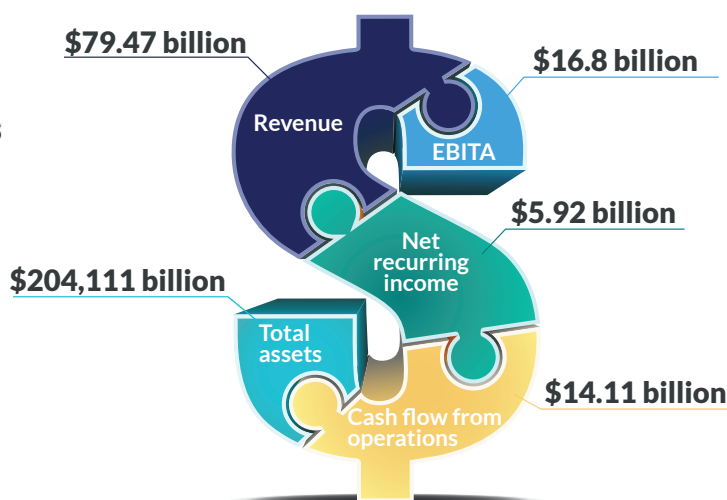 $79.47 billion
$16.8 billion
Revenue
EBITA
$5.92 billion
Net
recurring
income
$204,111 billion
Total
assets
$14.11 billion
Cash flow from
operations